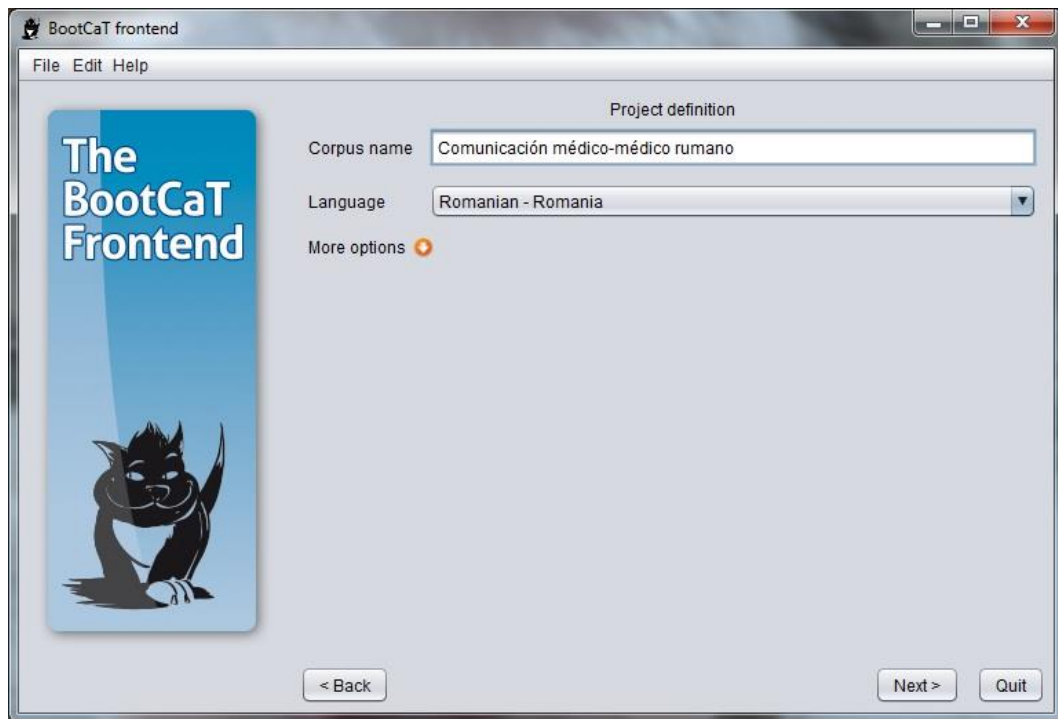 BootCaT frontend
File Edit Help
The
BootCaT
Frontend
Project definition
Corpus name Comunicación médico-médico rumano
Language Romanian - Romania
More options
< Back Next > Quit